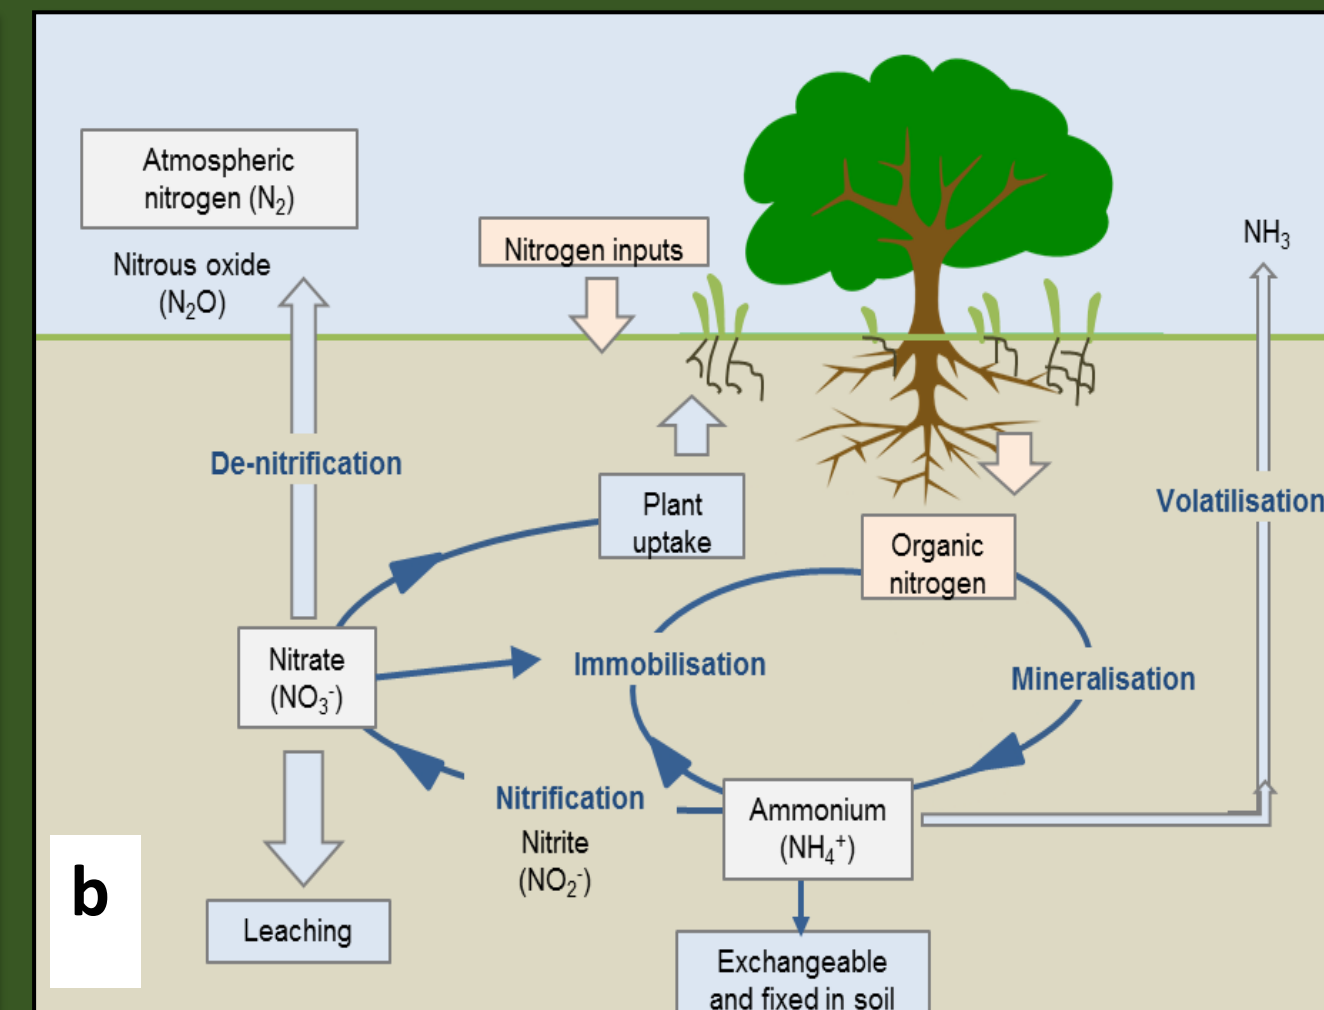 Atmospheric
nitrogen (N₂)
Nitrous oxide
(N₂O)
Nitrogen inputs
NH₃
De-nitrification
Plant
uptake
Volatilisation
Organic
nitrogen
Nitrate
(NO₃⁻)
Immobilisation
Mineralisation
Nitrification
Nitrite
(NO₂⁻)
Ammonium
(NH₄⁺)
b
Leaching
Exchangeable
and fixed in soil